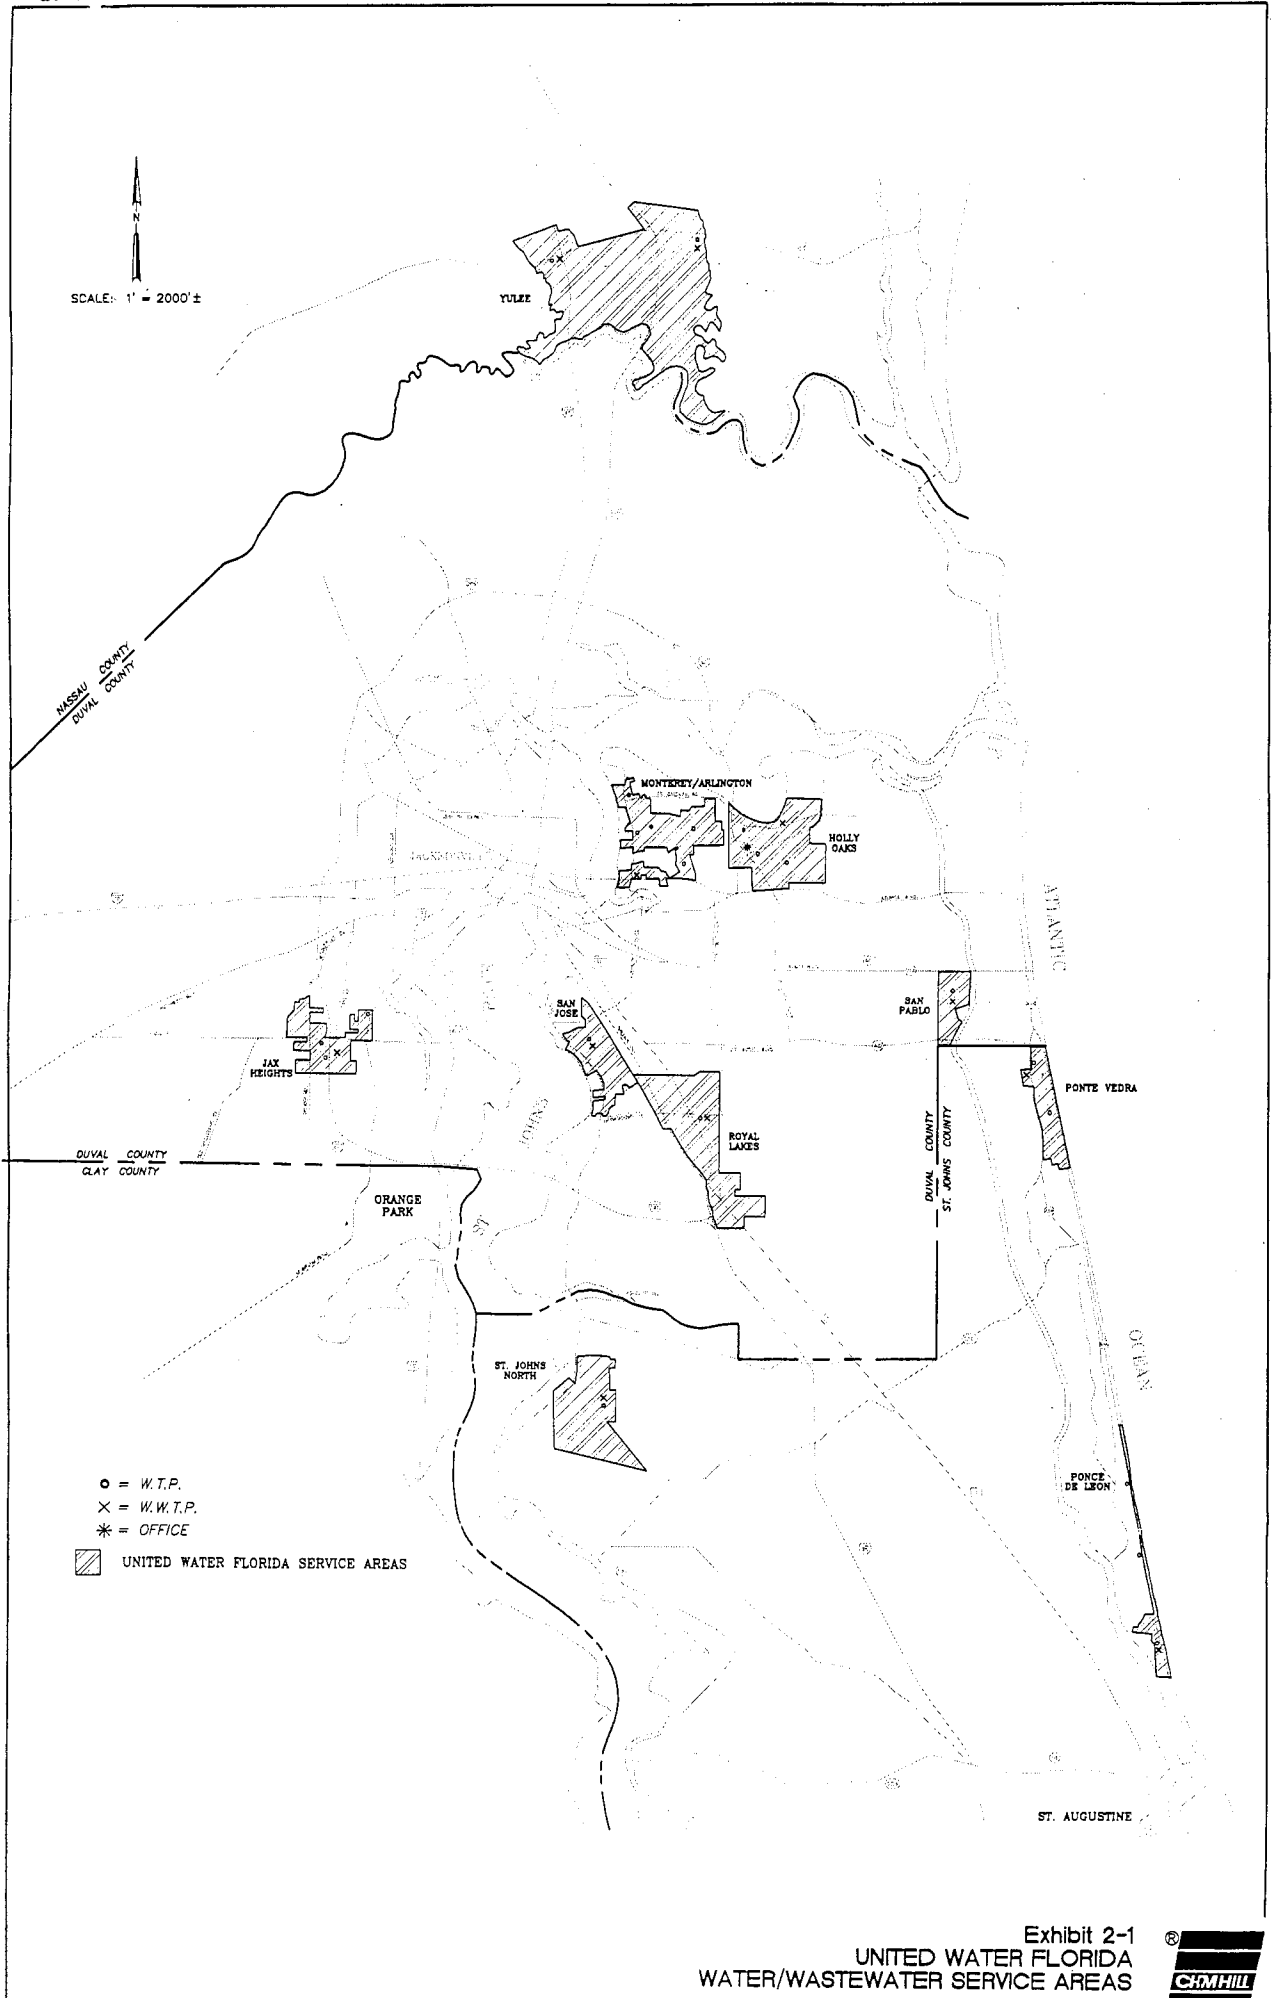 N
SCALE: 1' = 2000'±
YULEE
NASSAU COUNTY
DUVAL COUNTY
MONTEREY/ARLINGTON
HOLLY
OAKS
ATLANTIC
SAN
JOSE
SAN
PABLO
JAX
HEIGHTS
PONTE VEDRA
JOHNS
ROYAL
LAKES
DUVAL COUNTY
CLAY COUNTY
DUVAL COUNTY
ST. JOHNS COUNTY
ORANGE
PARK
ST.
OCEAN
ST. JOHNS
NORTH
PONCE
DE LEON
o = W.T.P.
X = W.W.T.P.
* = OFFICE
UNITED WATER FLORIDA SERVICE AREAS
ST. AUGUSTINE
Exhibit 2-1
UNITED WATER FLORIDA
WATER/WASTEWATER SERVICE AREAS
®
CH2MHILL